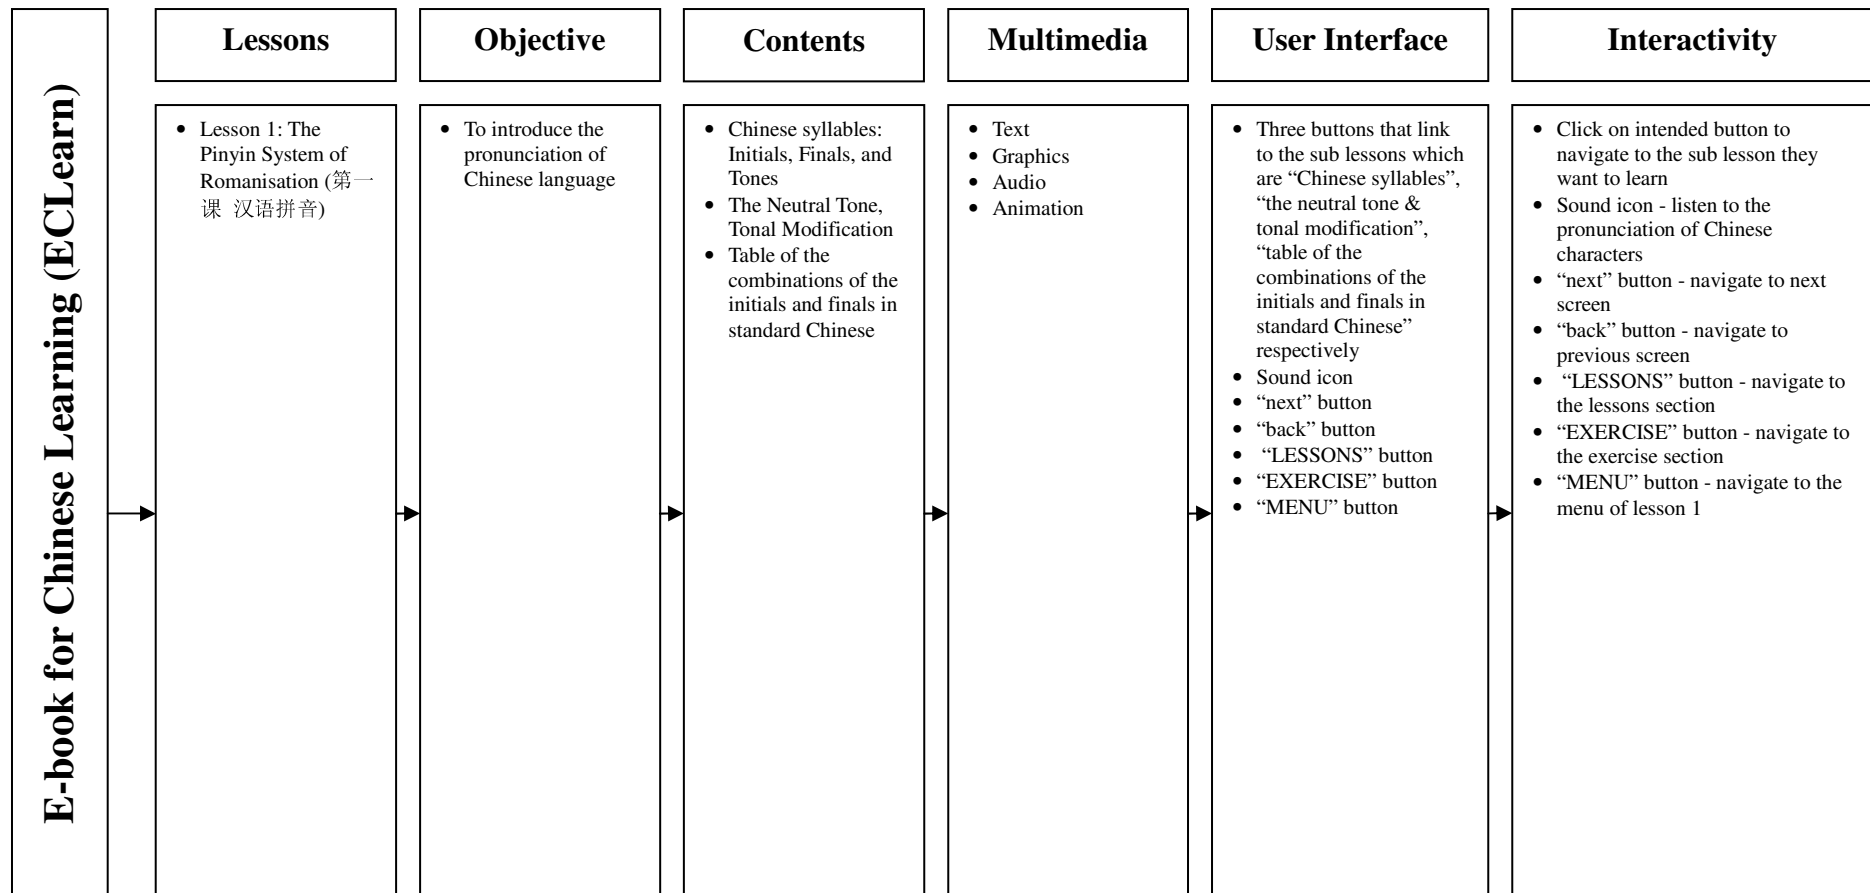 E-book for Chinese Learning (ECLearn)
Lessons
• Lesson 1: The
Pinyin System of
Romanisation (第一
课 汉语拼音)
Objective
• To introduce the
pronunciation of
Chinese language
Contents
• Chinese syllables:
Initials, Finals, and
Tones
• The Neutral Tone,
Tonal Modification
• Table of the
combinations of the
initials and finals in
standard Chinese
Multimedia
• Text
• Graphics
• Audio
• Animation
User Interface
• Three buttons that link
to the sub lessons which
are “Chinese syllables”,
“the neutral tone &
tonal modification”,
“table of the
combinations of the
initials and finals in
standard Chinese”
respectively
• Sound icon
• “next” button
• “back” button
• “LESSONS” button
• “EXERCISE” button
• “MENU” button
Interactivity
• Click on intended button to
navigate to the sub lesson they
want to learn
• Sound icon - listen to the
pronunciation of Chinese
characters
• “next” button - navigate to next
screen
• “back” button - navigate to
previous screen
• “LESSONS” button - navigate to
the lessons section
• “EXERCISE” button - navigate to
the exercise section
• “MENU” button - navigate to the
menu of lesson 1